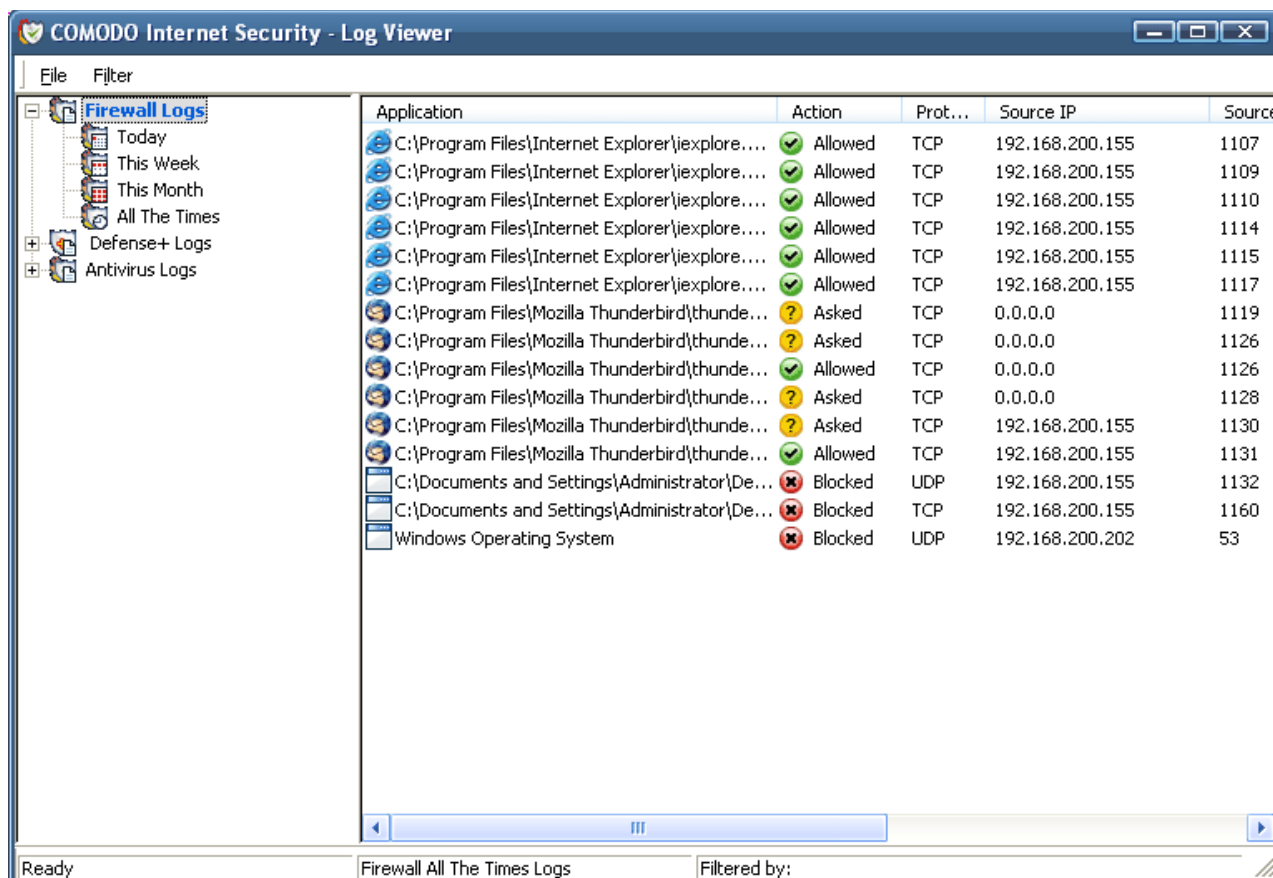 COMODO Internet Security - Log Viewer
File Filter
Firewall Logs
Today
This Week
This Month
All The Times
Defense+ Logs
Antivirus Logs
Application Action Prot... Source IP Source
C:\Program Files\Internet Explorer\iexplore.... Allowed TCP 192.168.200.155 1107
C:\Program Files\Internet Explorer\iexplore.... Allowed TCP 192.168.200.155 1109
C:\Program Files\Internet Explorer\iexplore.... Allowed TCP 192.168.200.155 1110
C:\Program Files\Internet Explorer\iexplore.... Allowed TCP 192.168.200.155 1114
C:\Program Files\Internet Explorer\iexplore.... Allowed TCP 192.168.200.155 1115
C:\Program Files\Internet Explorer\iexplore.... Allowed TCP 192.168.200.155 1117
C:\Program Files\Mozilla Thunderbird\thunde... Asked TCP 0.0.0.0 1119
C:\Program Files\Mozilla Thunderbird\thunde... Asked TCP 0.0.0.0 1126
C:\Program Files\Mozilla Thunderbird\thunde... Allowed TCP 0.0.0.0 1126
C:\Program Files\Mozilla Thunderbird\thunde... Asked TCP 0.0.0.0 1128
C:\Program Files\Mozilla Thunderbird\thunde... Asked TCP 192.168.200.155 1130
C:\Program Files\Mozilla Thunderbird\thunde... Allowed TCP 192.168.200.155 1131
C:\Documents and Settings\Administrator\De... Blocked UDP 192.168.200.155 1132
C:\Documents and Settings\Administrator\De... Blocked TCP 192.168.200.155 1160
Windows Operating System Blocked UDP 192.168.200.202 53
Ready Firewall All The Times Logs Filtered by: